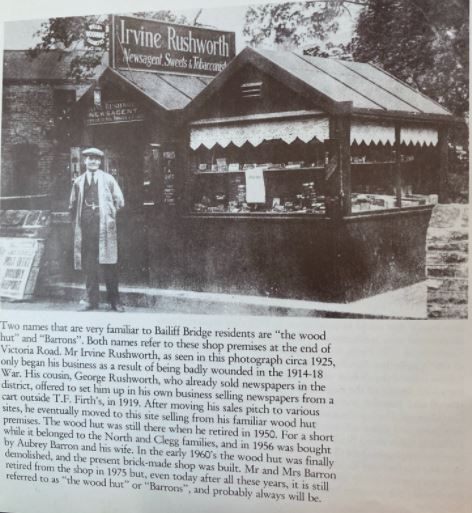 Irvine Rushworth
Newsagent, Sweets & Tobacconist
RUSHWORTH
NEWSAGENT
Two names that are very familiar to Bailiff Bridge residents are "the wood
hut" and "Barrons". Both names refer to these shop premises at the end of
Victoria Road. Mr Irvine Rushworth, as seen in this photograph circa 1925,
only began his business as a result of being badly wounded in the 1914-18
War. His cousin, George Rushworth, who already sold newspapers in the
district, offered to set him up in his own business selling newspapers from a
cart outside T.F. Firth's, in 1919. After moving his sales pitch to various
sites, he eventually moved to this site selling from his familiar wood hut
premises. The wood hut was still there when he retired in 1950. For a short
while it belonged to the North and Clegg families, and in 1956 was bought
by Aubrey Barron and his wife. In the early 1960's the wood hut was finally
demolished, and the present brick-made shop was built. Mr and Mrs Barron
retired from the shop in 1975 but, even today after all these years, it is still
referred to as "the wood hut" or "Barrons", and probably always will be.